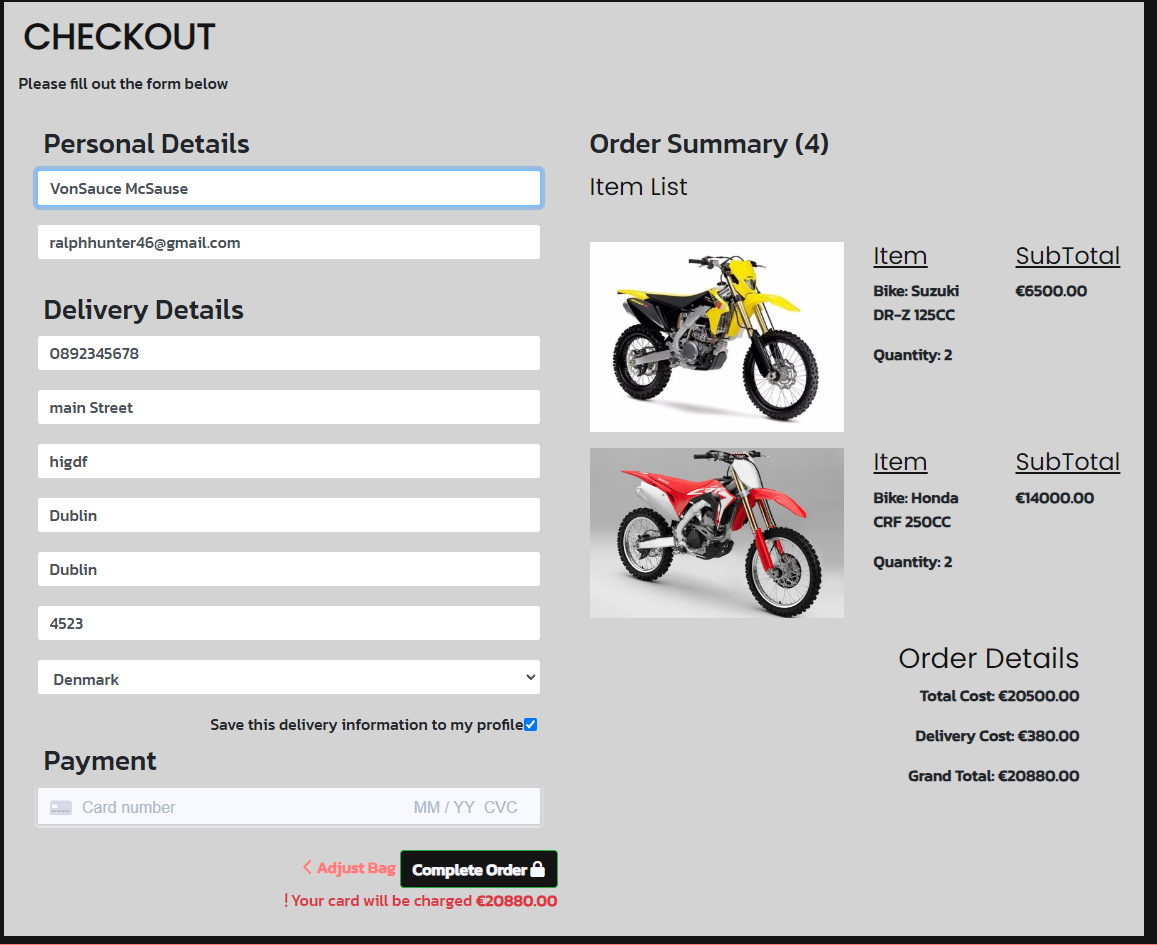 CHECKOUT
Please fill out the form below
Personal Details
VonSauce McSause
ralphhunter46@gmail.com
Delivery Details
0892345678
main Street
higdf
Dublin
Dublin
4523
Denmark
Save this delivery information to my profile
Payment
Card number MM / YY CVC
Adjust Bag Complete Order
! Your card will be charged €20880.00
Order Summary (4)
Item List
Item SubTotal
Bike: Suzuki €6500.00
DR-Z 125CC
Quantity: 2
Item SubTotal
Bike: Honda €14000.00
CRF 250CC
Quantity: 2
Order Details
Total Cost: €20500.00
Delivery Cost: €380.00
Grand Total: €20880.00